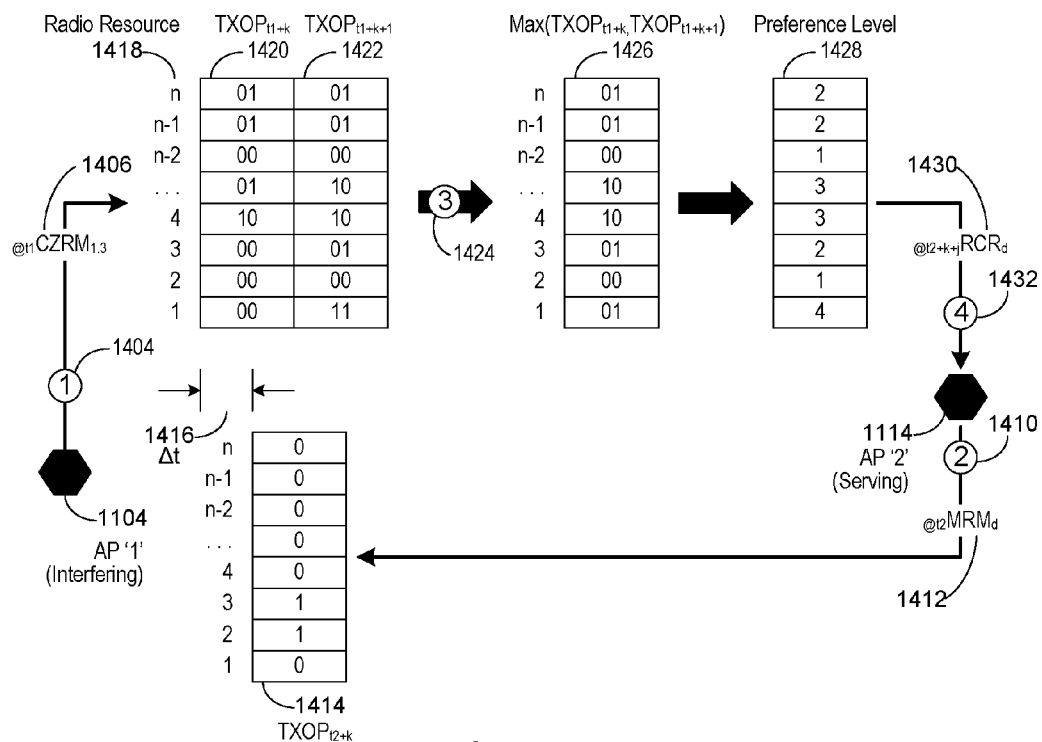 Radio Resource TXOPt1+k TXOPt1+k+1 Max(TXOPt1+k,TXOPt1+k+1) Preference Level
1418 1420 1422 1426 1428
n 01 01 n 01 2
n-1 01 01 n-1 01 2
n-2 00 00 n-2 00 1
... 01 10 ... 10 3
4 10 10 4 10 3
3 00 01 3 01 2
2 00 00 2 00 1
1 00 11 1 01 4
1406
@t1CZRM1.3
3
1424
1430
@t2+k+jRCRd
1432
4
1404
1
1416
Δt
1104
AP '1'
(Interfering)
n 0
n-1 0
n-2 0
... 0
4 0
3 1
2 1
1 0
1414
TXOPt2+k
1114
AP '2'
(Serving)
1410
2
@t2MRMd
1412